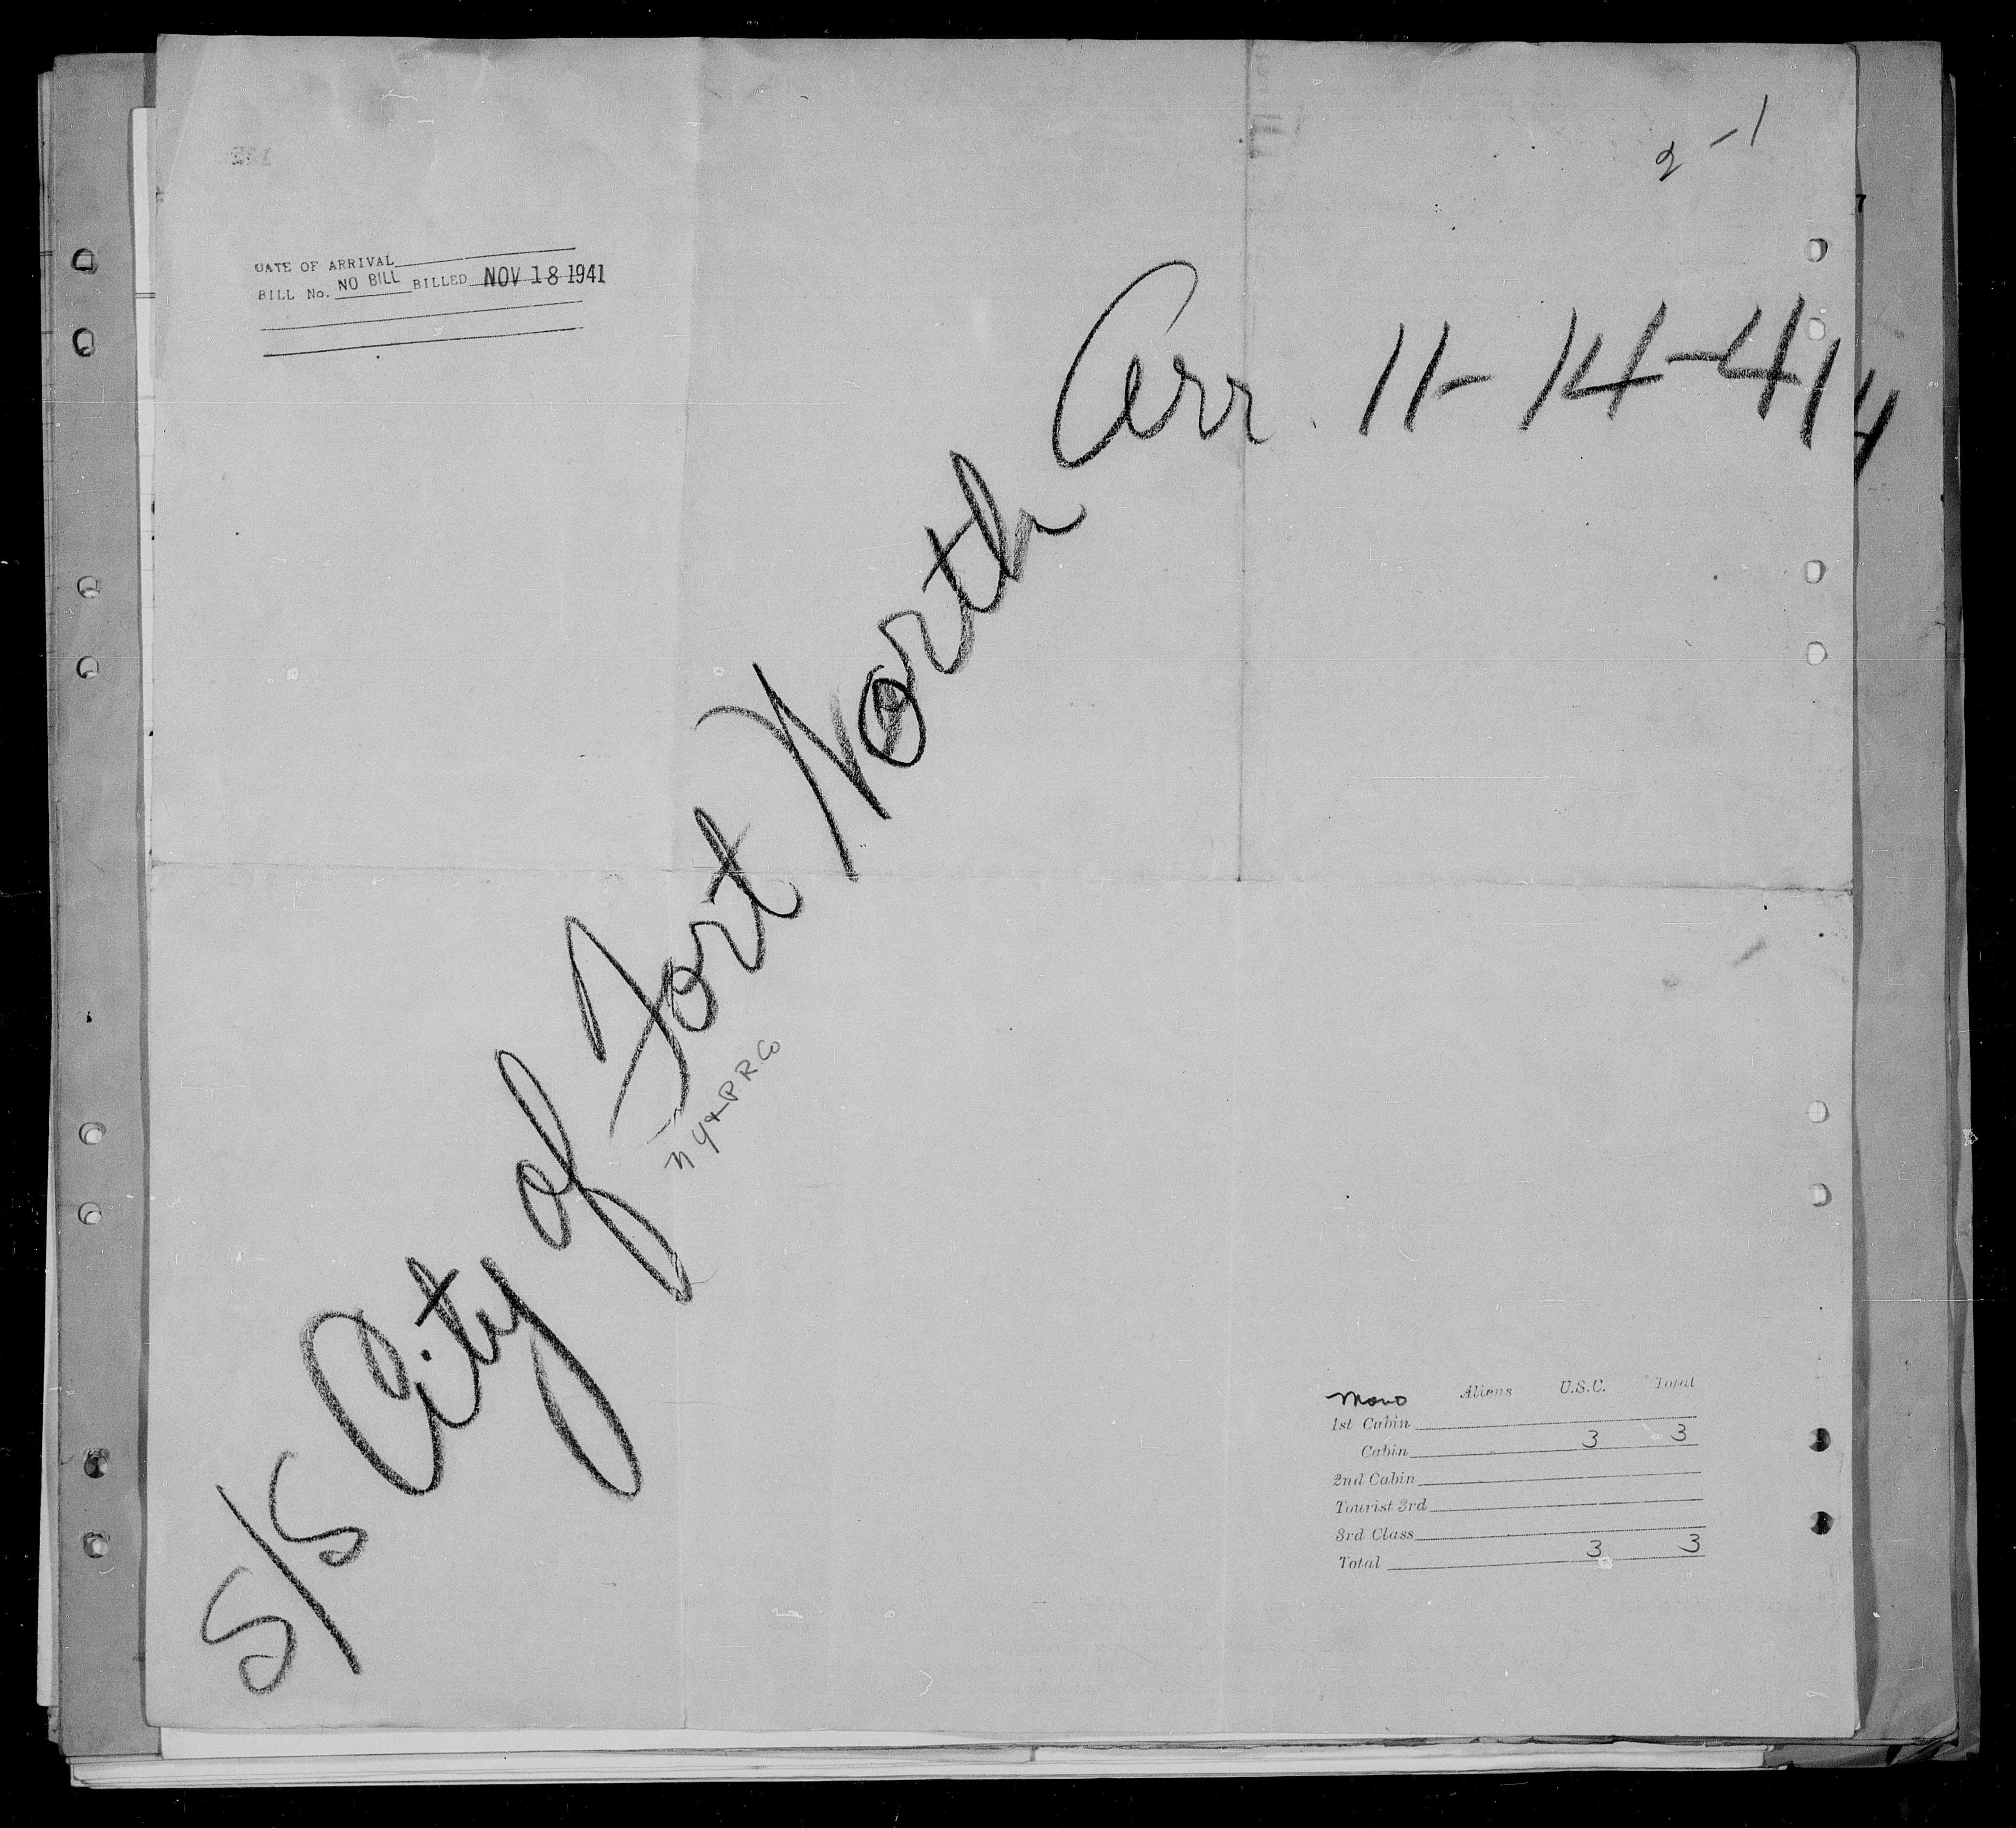 2 - 1
DATE OF ARRIVAL
BILL No. NO BILL BILLED NOV 18 1941
Arr. 11-14-41
S/S City of Fort Worth
NY & PR Co
Aliens U.S.C. Total
1st Cabin
Cabin 3 3
2nd Cabin
Tourist 3rd
3rd Class
Total 3 3